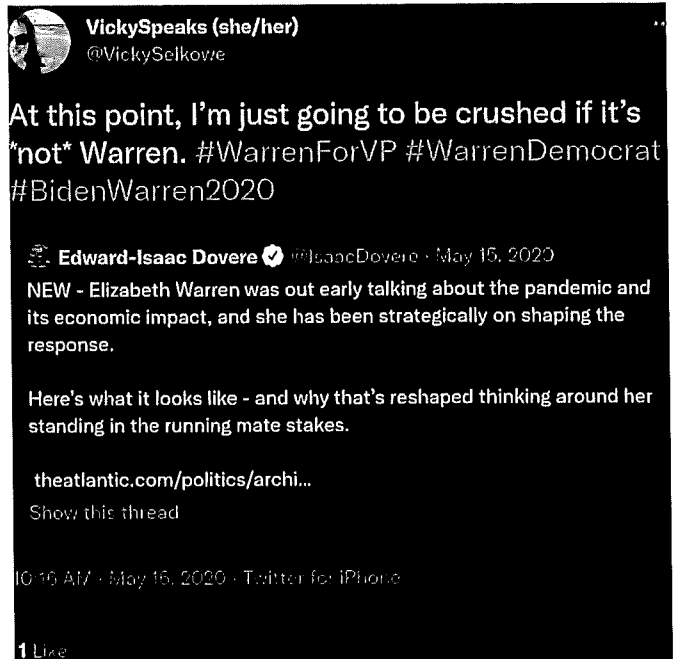 VickySpeaks (she/her)
@VickySelkowe
At this point, I'm just going to be crushed if it's
*not* Warren. #WarrenForVP #WarrenDemocrat
#BidenWarren2020
Edward-Isaac Dovere @IsaacDovere · May 15, 2020
NEW - Elizabeth Warren was out early talking about the pandemic and
its economic impact, and she has been strategically on shaping the
response.
Here's what it looks like - and why that's reshaped thinking around her
standing in the running mate stakes.
theatlantic.com/politics/archi...
Show this thread
10:16 AM · May 16, 2020 · Twitter for iPhone
1 Like